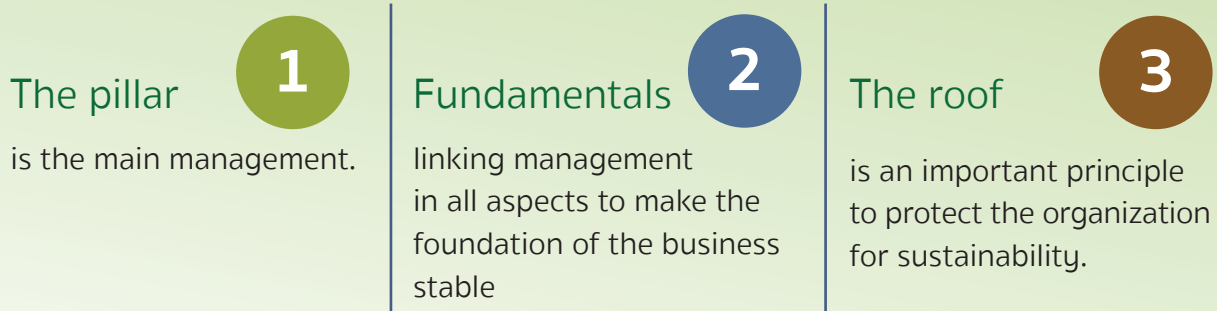 1
The pillar
is the main management.
2
Fundamentals
linking management
in all aspects to make the
foundation of the business
stable
3
The roof
is an important principle
to protect the organization
for sustainability.